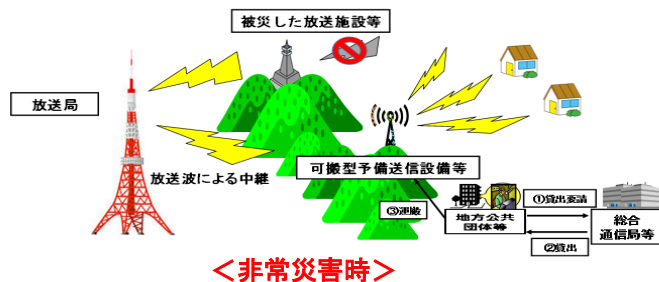 被災した放送施設等
放送局
放送波による中継
可搬型予備送信設備等
③運搬
地方公共
団体等
①貸出要請
②貸出
総合
通信局等
＜非常災害時＞